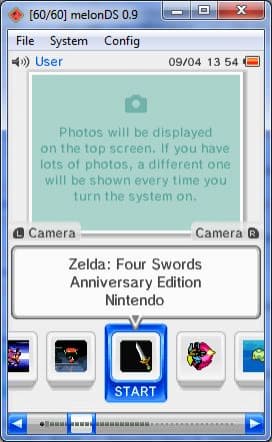 [60/60] melonDS 0.9
File System Config
User 09/04 13 54
Photos will be displayed
on the top screen. If you have
lots of photos, a different one
will be shown every time you
turn the system on.
L Camera Camera R
Zelda: Four Swords
Anniversary Edition
Nintendo
START